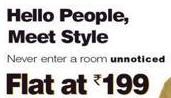 Hello People,
Meet Style
Never enter a room unnoticed
Flat at ₹199